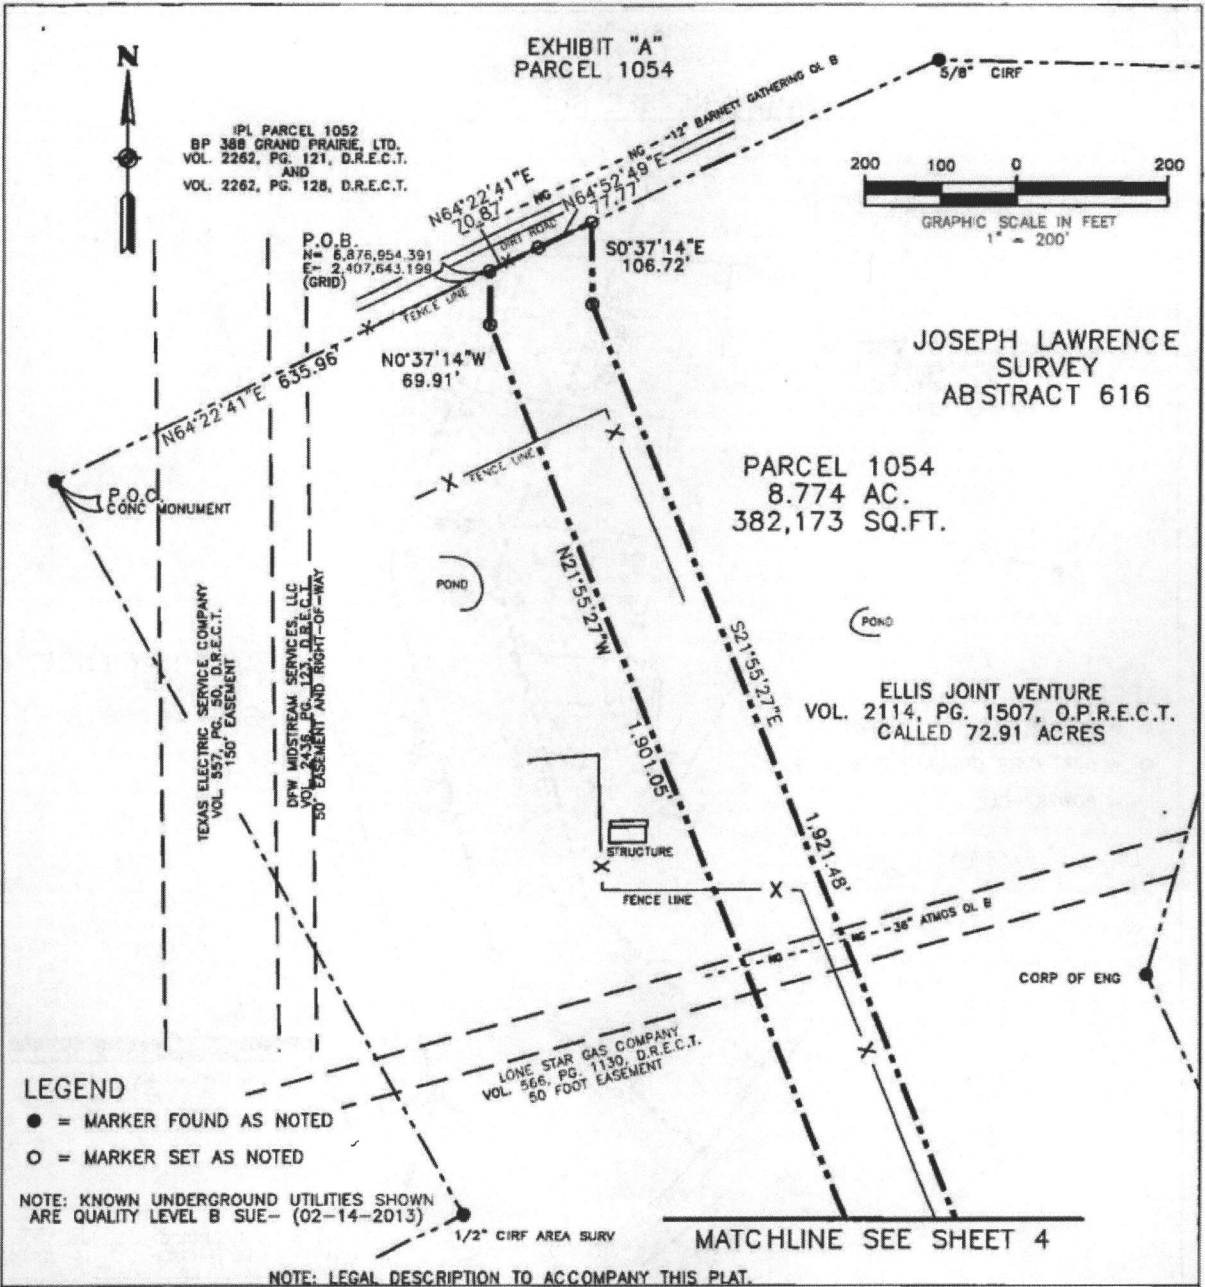 EXHIBIT "A"
PARCEL 1054
N
IPL PARCEL 1052
BP 388 GRAND PRAIRIE, LTD.
VOL. 2262, PG. 121, D.R.E.C.T.
AND
VOL. 2262, PG. 128, D.R.E.C.T.
NG -12" BARNETT GATHERING QL B
5/8" CIRF
200 100 0 200
GRAPHIC SCALE IN FEET
1" = 200'
N64°22'41"E
70.87'
NG
N64°52'49"E
77.77'
DIRT ROAD
P.O.B.
N= 6,876,954.391
E= 2,407,643.199
(GRID)
S0°37'14"E
106.72'
X FENCE LINE X
N0°37'14"W
69.91'
N64°22'41"E 635.96'
JOSEPH LAWRENCE
SURVEY
ABSTRACT 616
X FENCE LINE X
PARCEL 1054
8.774 AC.
382,173 SQ.FT.
P.O.C.
CONC MONUMENT
POND
POND
N21°55'27"W 1,901.05'
S21°55'27"E 1,921.48'
TEXAS ELECTRIC SERVICE COMPANY
VOL. 557, PG. 50, D.R.E.C.T.
150' EASEMENT
DFW MIDSTREAM SERVICES, LLC
VOL. 2436, PG. 123, D.R.E.C.T.
50' EASEMENT AND RIGHT-OF-WAY
ELLIS JOINT VENTURE
VOL. 2114, PG. 1507, O.P.R.E.C.T.
CALLED 72.91 ACRES
STRUCTURE
X
FENCE LINE X
NG NG -36" ATMOS QL B
CORP OF ENG
X
LONE STAR GAS COMPANY
VOL. 566, PG. 1130, D.R.E.C.T.
50 FOOT EASEMENT
LEGEND
● = MARKER FOUND AS NOTED
O = MARKER SET AS NOTED
NOTE: KNOWN UNDERGROUND UTILITIES SHOWN
ARE QUALITY LEVEL B SUE- (02-14-2013)
1/2" CIRF AREA SURV
MATCHLINE SEE SHEET 4
NOTE: LEGAL DESCRIPTION TO ACCOMPANY THIS PLAT.